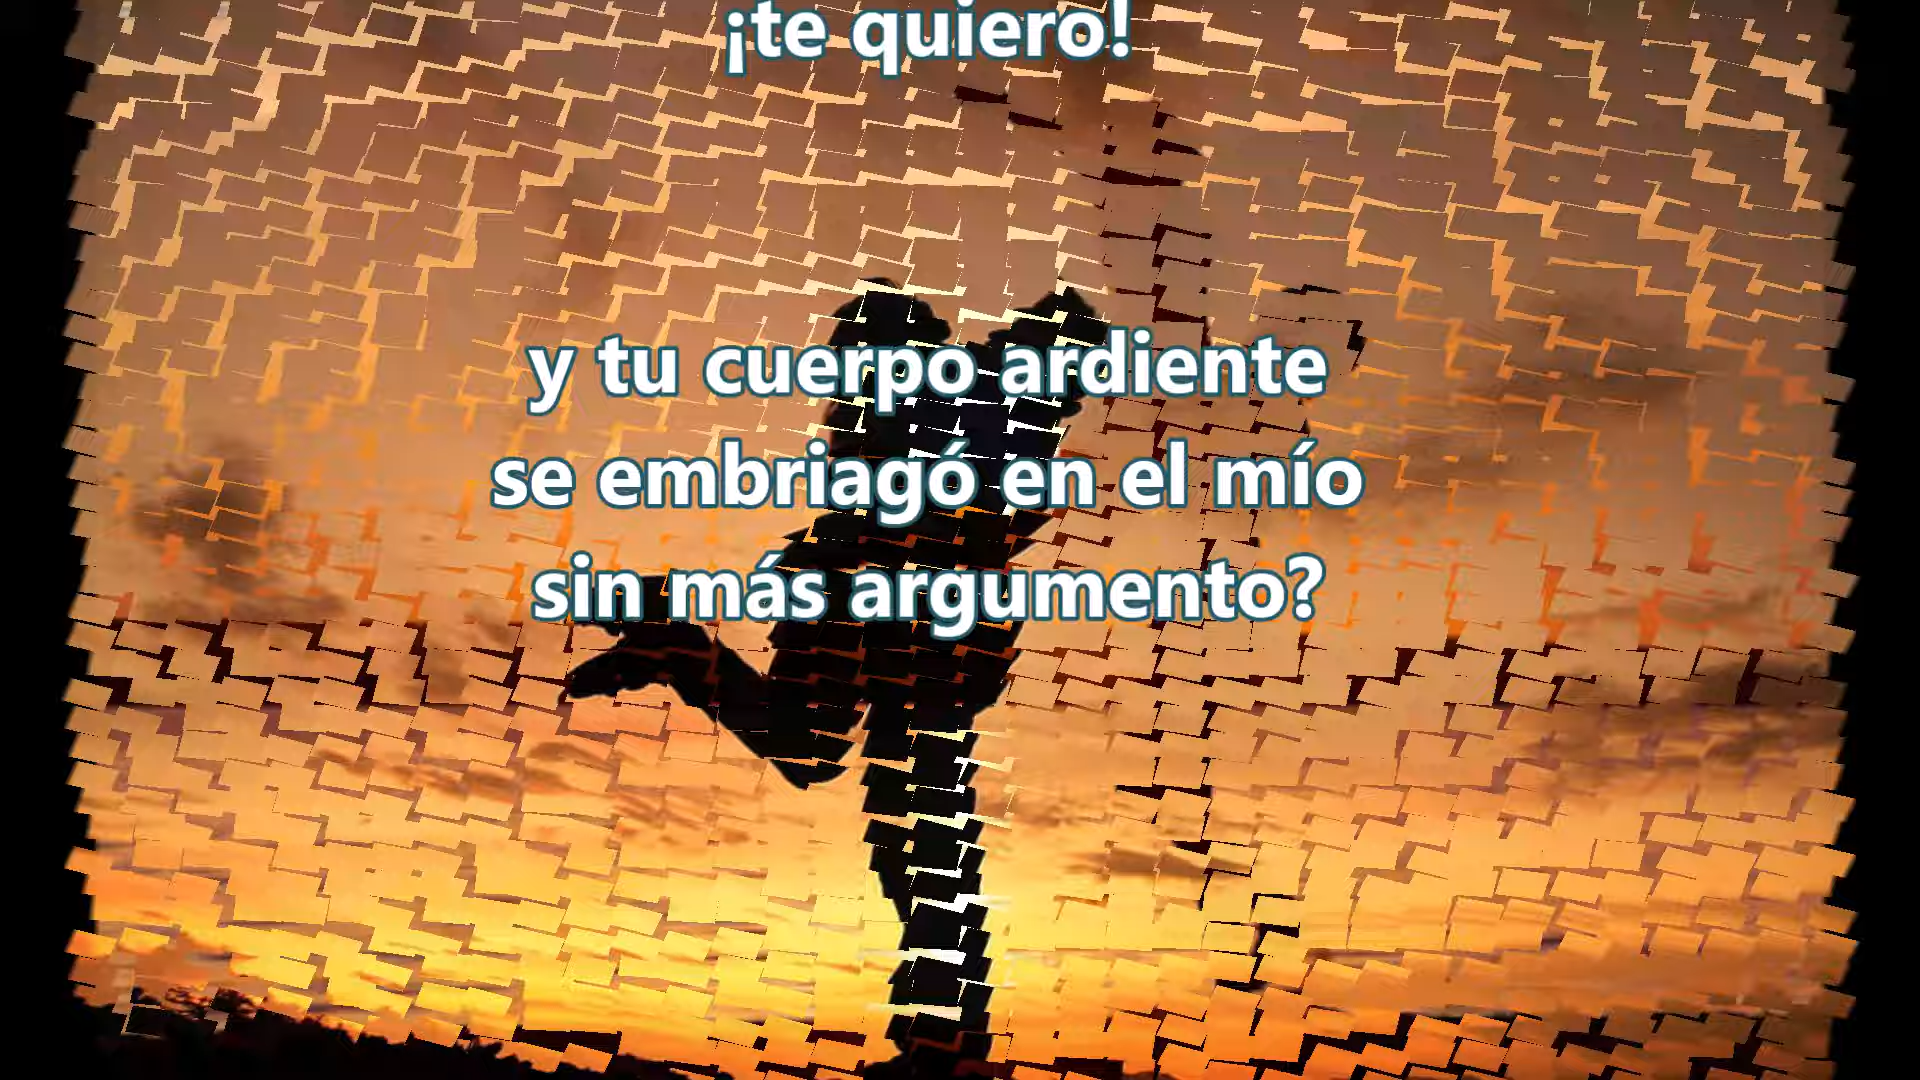 ¡te quiero!
y tu cuerpo ardiente
se embriagó en el mío
sin más argumento?